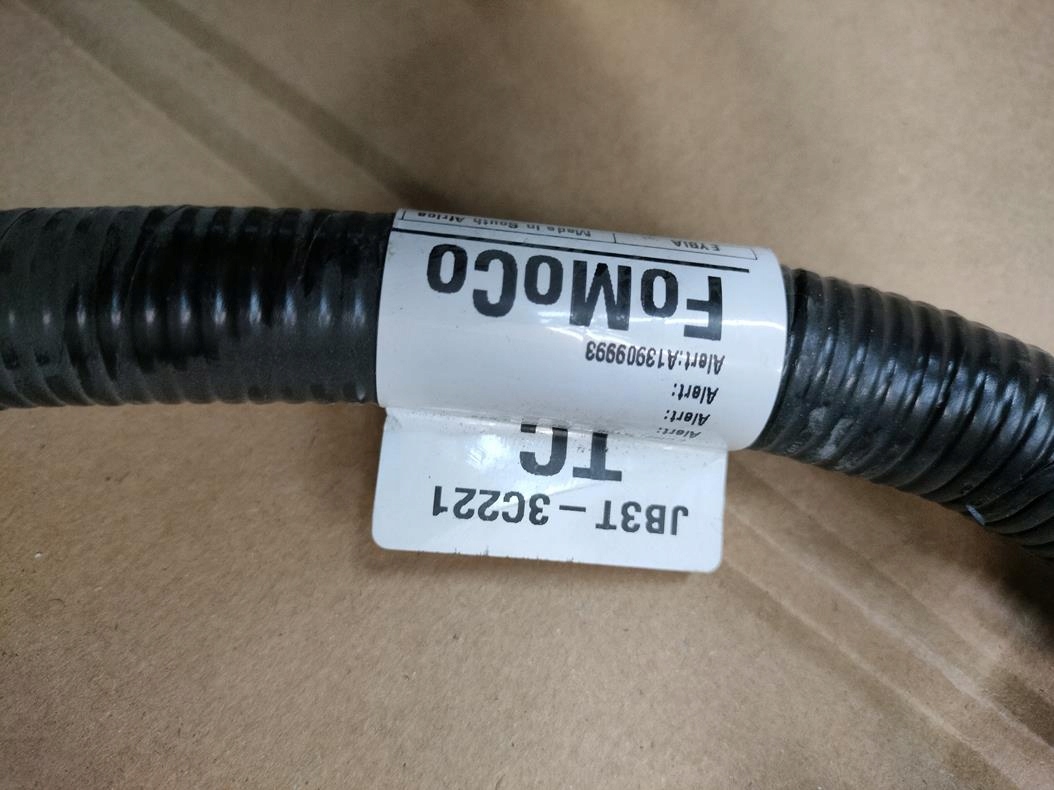 JB3T – 3C221
TC
Alert:
Alert:
Alert:
Alert:A13909993
FoMoCo
EYBIA
Made in South Africa